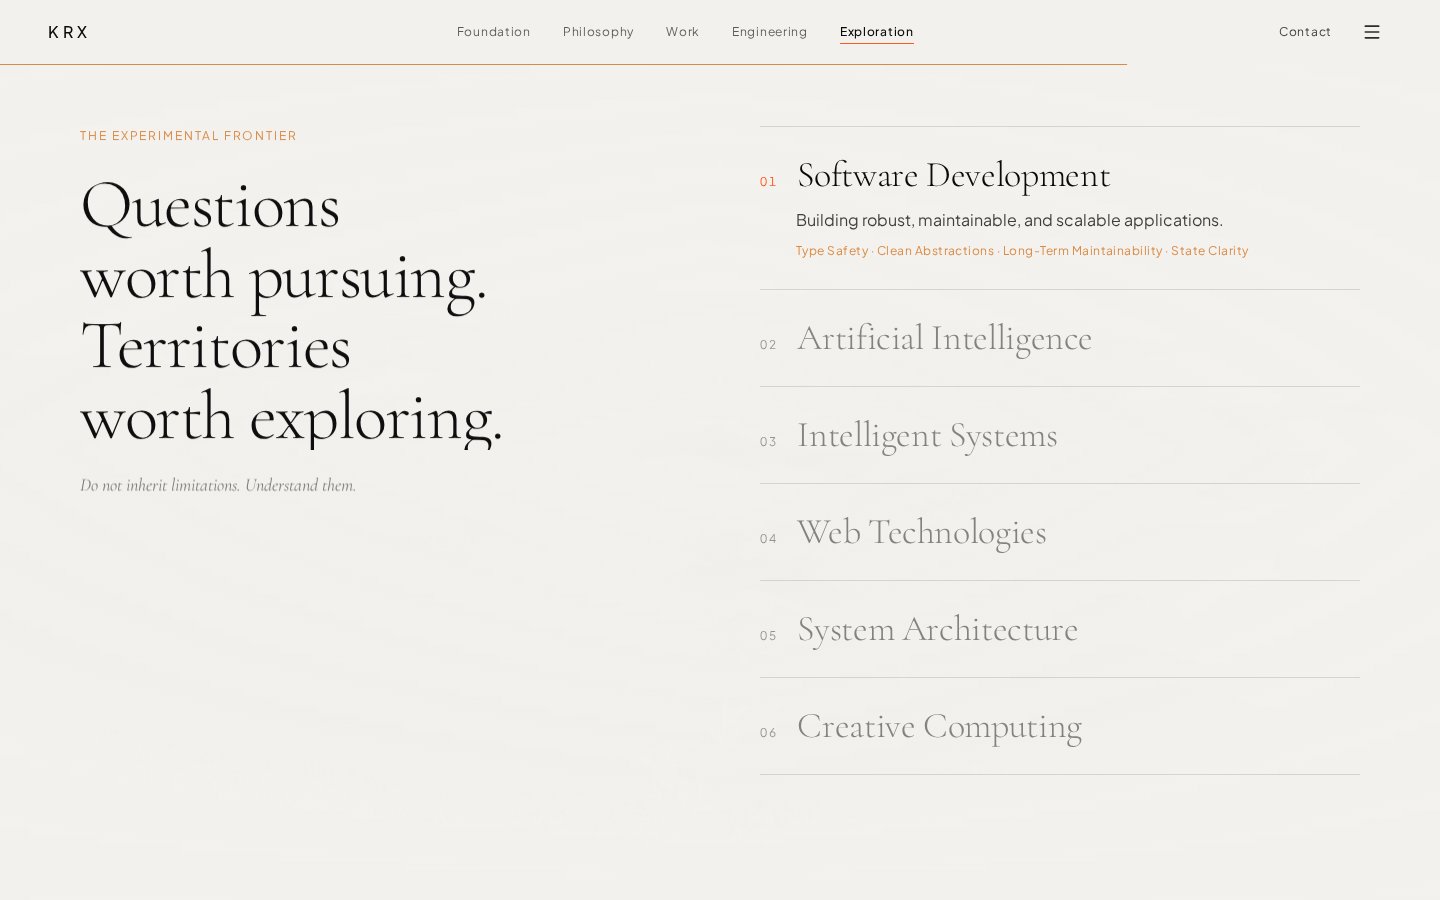 KRX
Foundation
Philosophy
Work
Engineering
Exploration
Contact
THE EXPERIMENTAL FRONTIER
Questions
worth pursuing.
Territories
worth exploring.
Do not inherit limitations. Understand them.
01 Software Development
Building robust, maintainable, and scalable applications.
Type Safety · Clean Abstractions · Long-Term Maintainability · State Clarity
02 Artificial Intelligence
03 Intelligent Systems
04 Web Technologies
05 System Architecture
06 Creative Computing